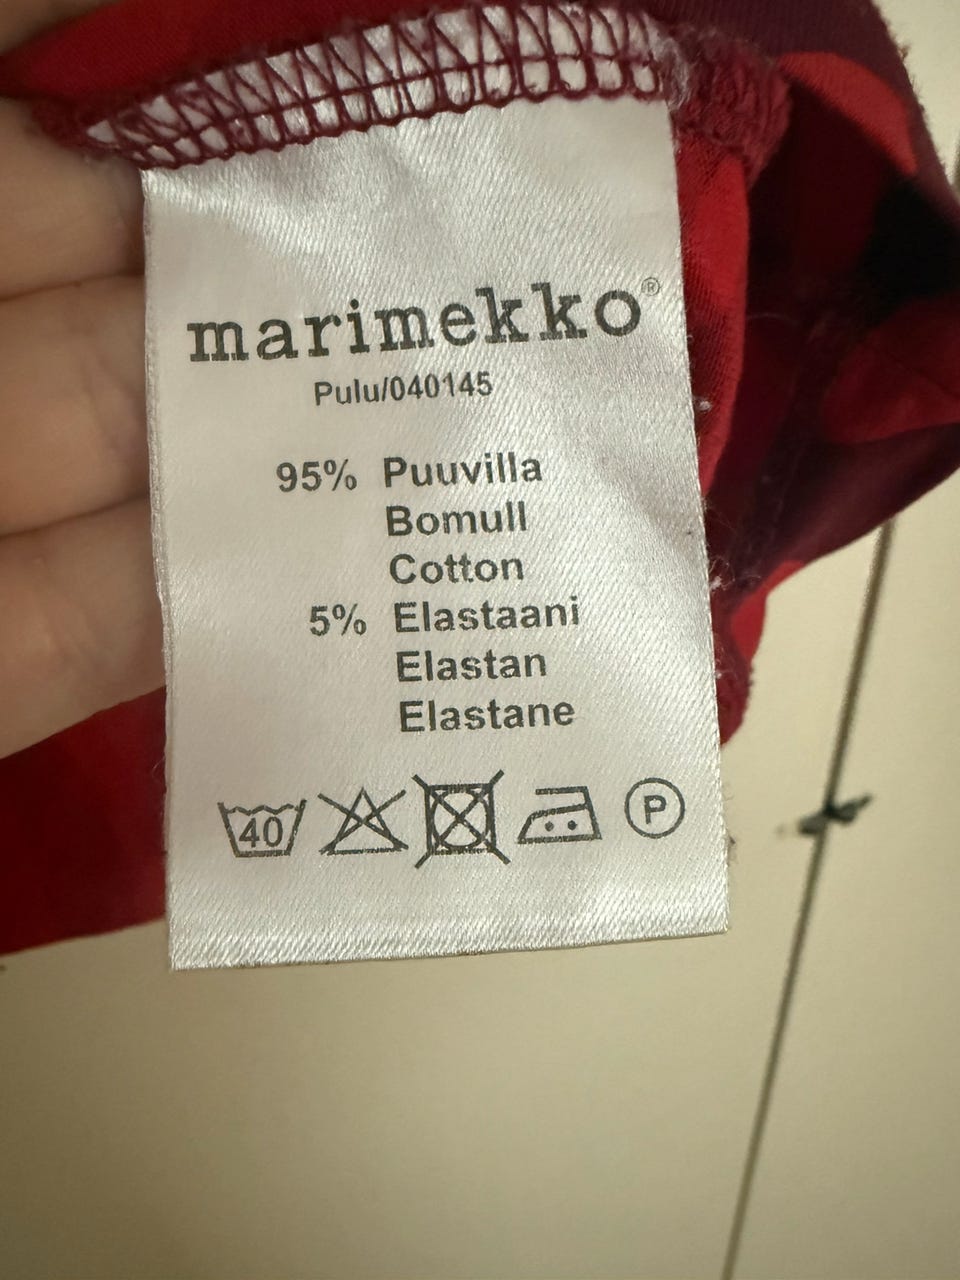 marimekko®
Pulu/040145
95% Puuvilla
Bomull
Cotton
5% Elastaani
Elastan
Elastane
40 P